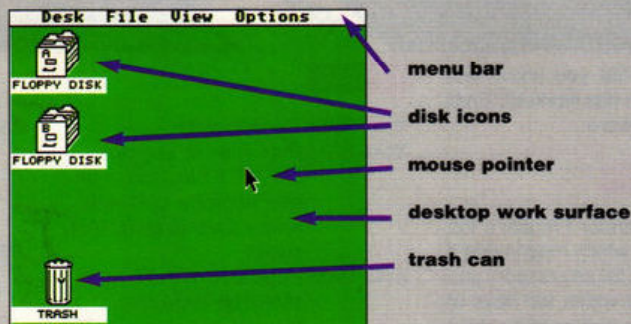 Desk File View Options
FLOPPY DISK
FLOPPY DISK
TRASH
menu bar
disk icons
mouse pointer
desktop work surface
trash can